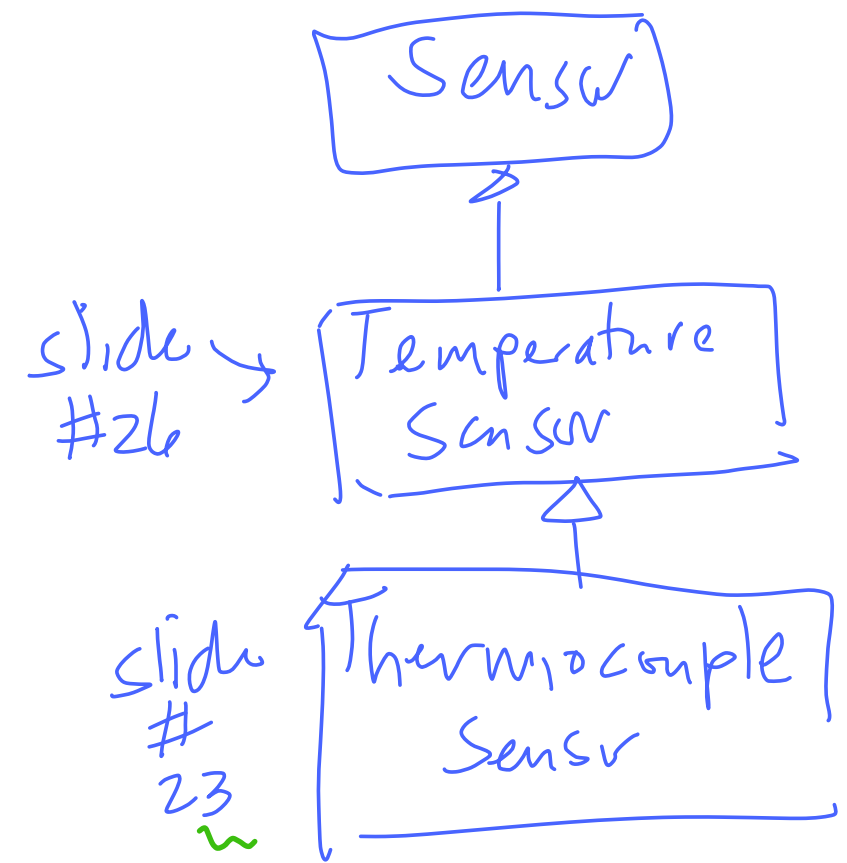 Sensor
slide
#26
Temperature
Sensor
slide
#
23
Thermocouple
Sensor